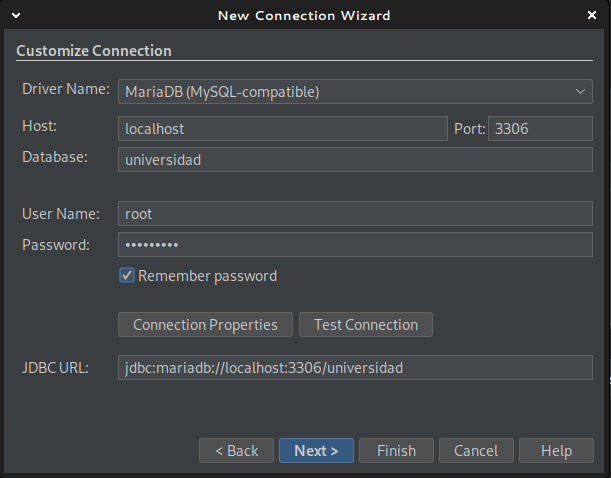 New Connection Wizard
Customize Connection
Driver Name: MariaDB (MySQL-compatible)
Host: localhost Port: 3306
Database: universidad
User Name: root
Password: •••••••••
Remember password
Connection Properties Test Connection
JDBC URL: jdbc:mariadb://localhost:3306/universidad
< Back Next > Finish Cancel Help